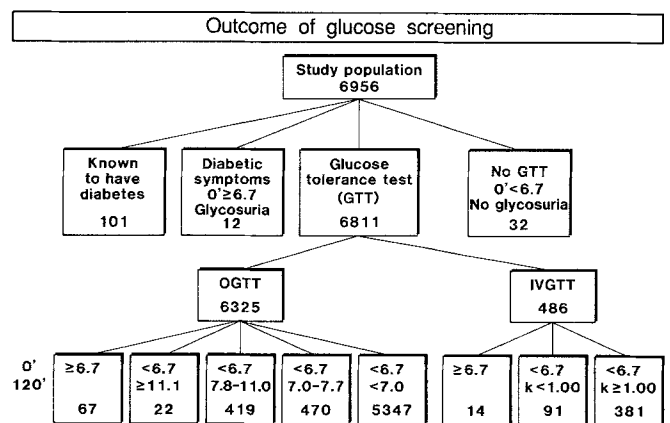 Outcome of glucose screening
Study population
6956
Known
to have
diabetes
101
Diabetic
symptoms
0'≥6.7
Glycosuria
12
Glucose
tolerance test
(GTT)
6811
No GTT
0'<6.7
No glycosuria
32
OGTT
6325
IVGTT
486
0'
120'
≥6.7
67
<6.7
≥11.1
22
<6.7
7.8-11.0
419
<6.7
7.0-7.7
470
<6.7
<7.0
5347
≥6.7
14
<6.7
k<1.00
91
<6.7
k≥1.00
381